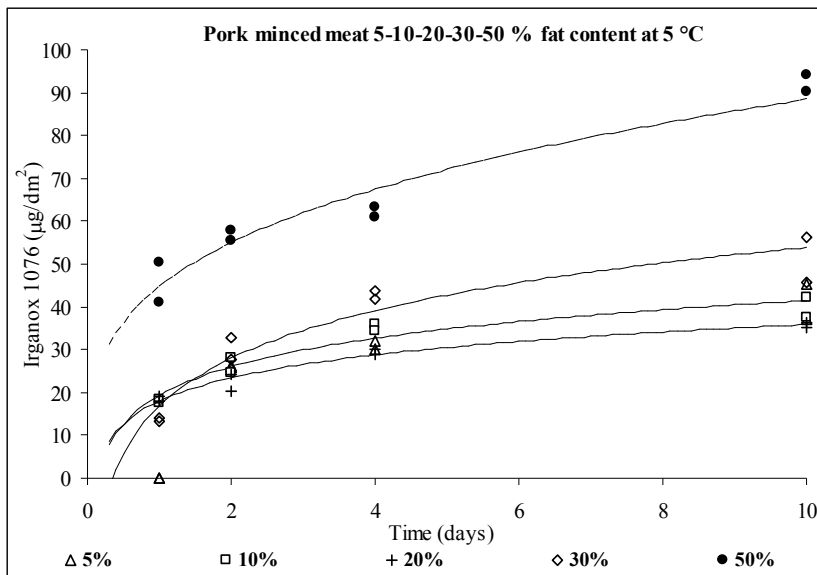 Pork minced meat 5-10-20-30-50 % fat content at 5 °C
Irganox 1076 (µg/dm²)
100
90
80
70
60
50
40
30
20
10
0
0 2 4 6 8 10
Time (days)
5% 10% 20% 30% 50%